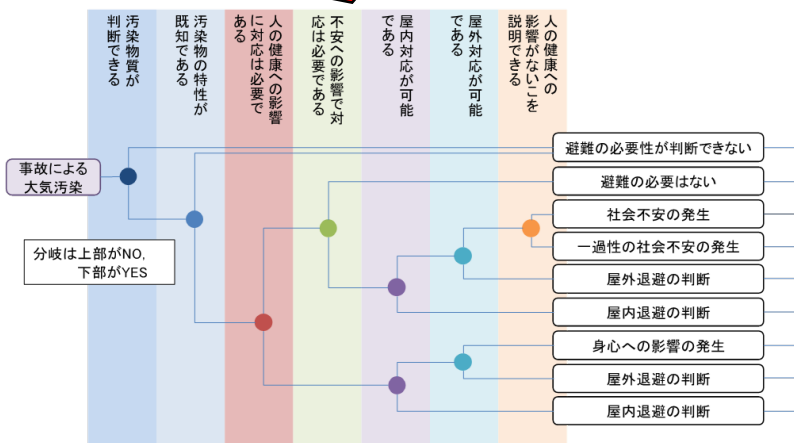 汚染物質が
判断できる
汚染物の特性が
既知である
人の健康への影響
に対応は必要で
ある
不安への影響で対
応は必要である
屋内対応が可能
である
屋外対応が可能
である
人の健康への
影響がないこを
説明できる
事故による
大気汚染
分岐は上部がNO,
下部がYES
避難の必要性が判断できない
避難の必要はない
社会不安の発生
一過性の社会不安の発生
屋外退避の判断
屋内退避の判断
身心への影響の発生
屋外退避の判断
屋内退避の判断